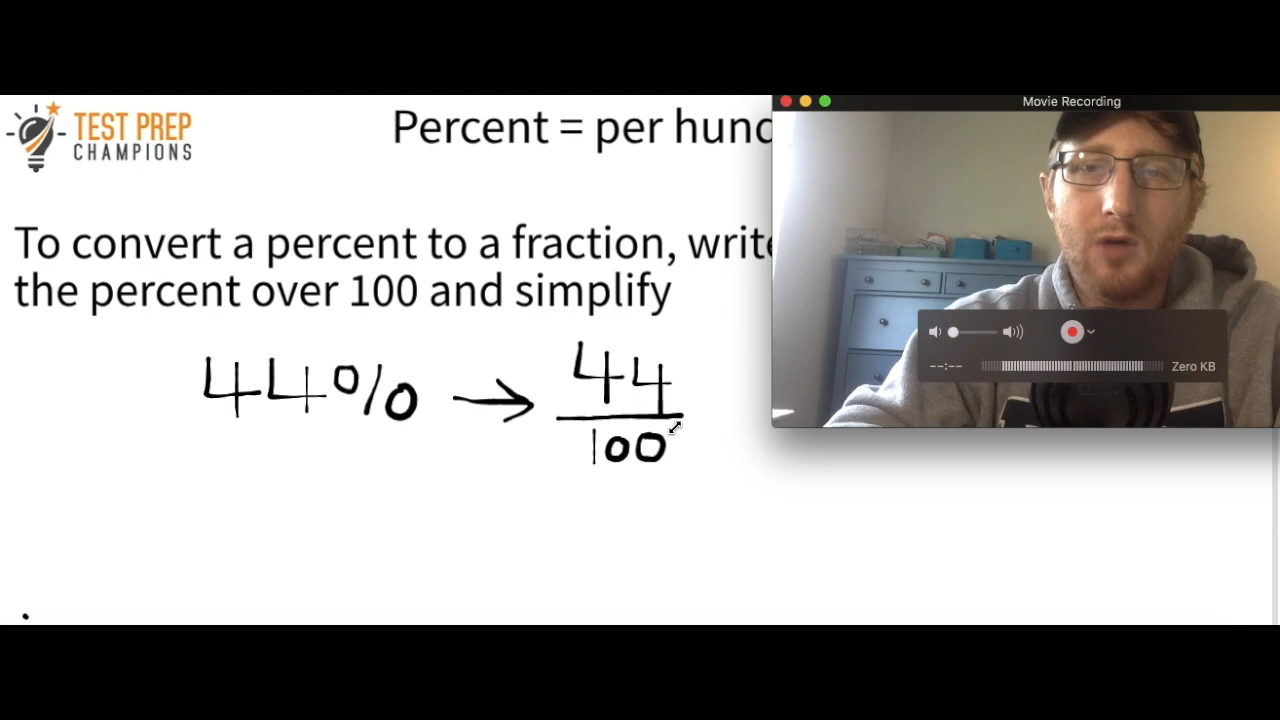 TEST PREP
CHAMPIONS
Percent = per hund
Movie Recording
To convert a percent to a fraction, write
the percent over 100 and simplify
44% → 44
100
--:--
Zero KB